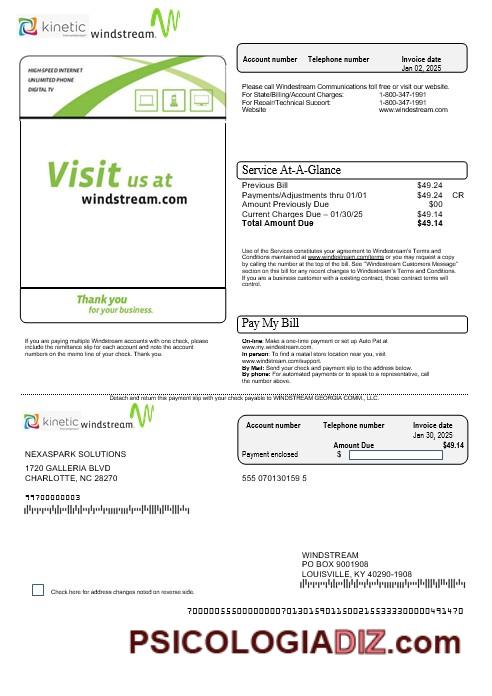 kinetic windstream.
HIGH-SPEED INTERNET
UNLIMITED PHONE
DIGITAL TV
Visit us at
windstream.com
Thank you
for your business.
If you are paying multiple Windstream accounts with one check, please
include the remittance slip for each account and note the account
numbers on the memo line of your check. Thank you.
Account number Telephone number Invoice date
Jan 02, 2025
Please call Windestream Communications toll free or visit our website.
For State/Billing/Account Charges: 1-800-347-1991
For Repair/Technical Support: 1-800-347-1991
Website www.windestream.com
Service At-A-Glance
Previous Bill $49.24
Payments/Adjustments thru 01/01 $49.24 CR
Amount Previously Due $00
Current Charges Due – 01/30/25 $49.14
Total Amount Due $49.14
Use of the Services constitutes your agreement to Windestream's Terms and
Conditions maintained at www.windestream.com/terms or you may request a copy
by calling the number at the top of the bill. See "Windestream Customers Message"
section on this bill for any recent changes to Windestream's Terms and Conditions.
If you are a business customer with a existing contract, those contract terms will
control.
Pay My Bill
On-line: Make a one-time payment or set up Auto Pat at
www.my.windestream.com.
In person: To find a mail store location near you, visit
www.windestream.com/support.
By Mail: Send your check and payment slip to the address below.
By phone: For automated payments or to speak to a representative, call
the number above.
Detach and return this payment slip with your check payable to WINDSTREAM GEORGIA COMM., LLC.
kinetic windstream.
NEXASPARK SOLUTIONS
1720 GALLERIA BLVD
CHARLOTTE, NC 28270
99700000003
Account number Telephone number Invoice date
Jan 30, 2025
Amount Due $49.14
Payment enclosed $
555 070130159 5
WINDSTREAM
PO BOX 9001908
LOUISVILLE, KY 40290-1908
Check here for address changes noted on reverse side.
PSICOLOGIADIZ.com